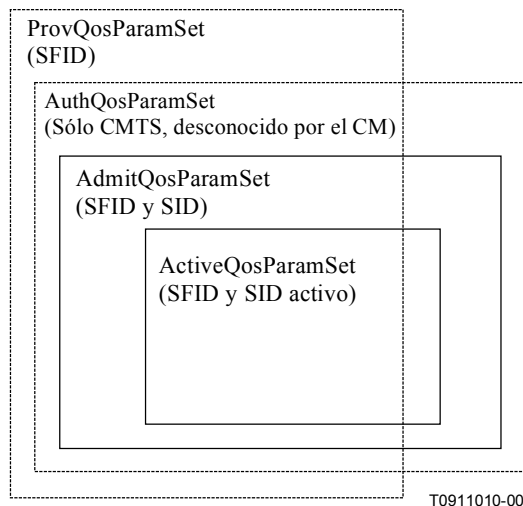 ProvQosParamSet
(SFID)
AuthQosParamSet
(Sólo CMTS, desconocido por el CM)
AdmitQosParamSet
(SFID y SID)
ActiveQosParamSet
(SFID y SID activo)
T0911010-00